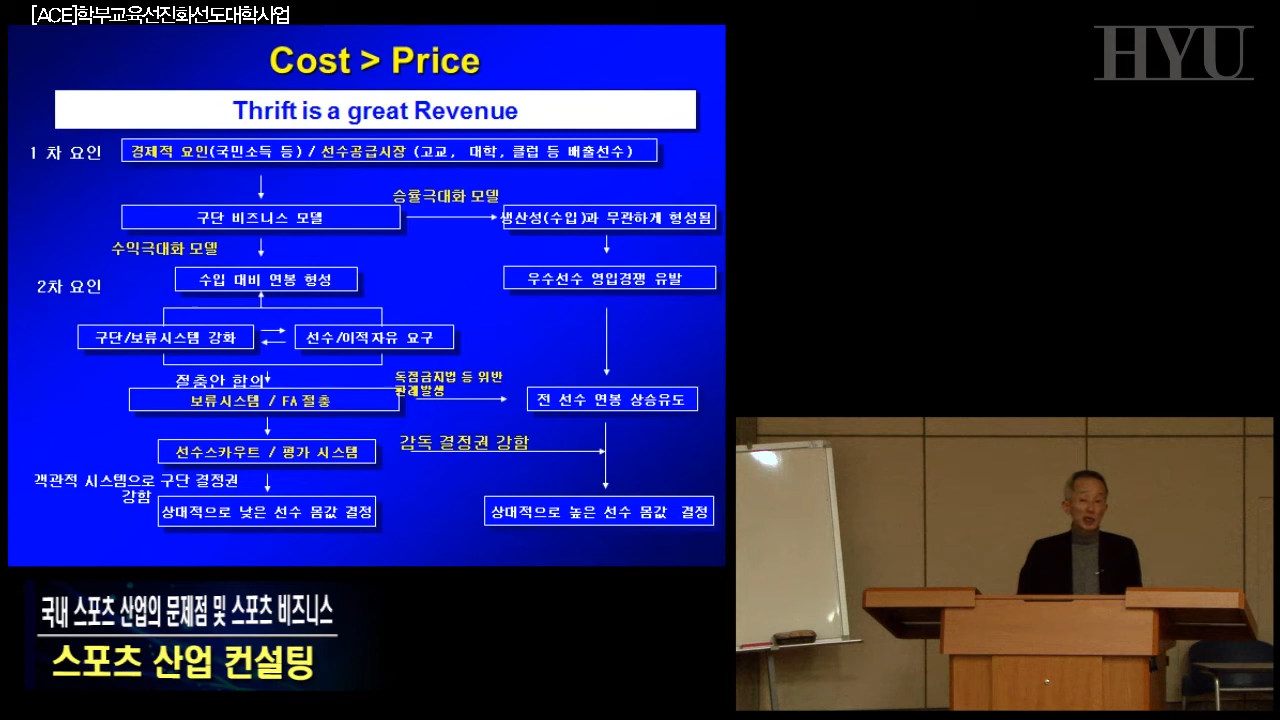 [ACE]학부교육선진화선도대학사업
HYU
Cost > Price
Thrift is a great Revenue
1 차 요인
경제적 요인(국민소득 등) / 선수공급시장 (고교, 대학, 클럽 등 배출선수)
승률극대화 모델
구단 비즈니스 모델
생산성(수입)과 무관하게 형성됨
수익극대화 모델
2차 요인
수입 대비 연봉 형성
우수선수 영입경쟁 유발
구단/보류시스템 강화
선수/이적자유 요구
절충안 합의
독점금지법 등 위반
판례발생
보류시스템 / FA 절충
전 선수 연봉 상승유도
선수스카우트 / 평가 시스템
감독 결정권 강함
객관적 시스템으로 구단 결정권
강함
상대적으로 낮은 선수 몸값 결정
상대적으로 높은 선수 몸값 결정
국내 스포츠 산업의 문제점 및 스포츠 비즈니스
스포츠 산업 컨설팅